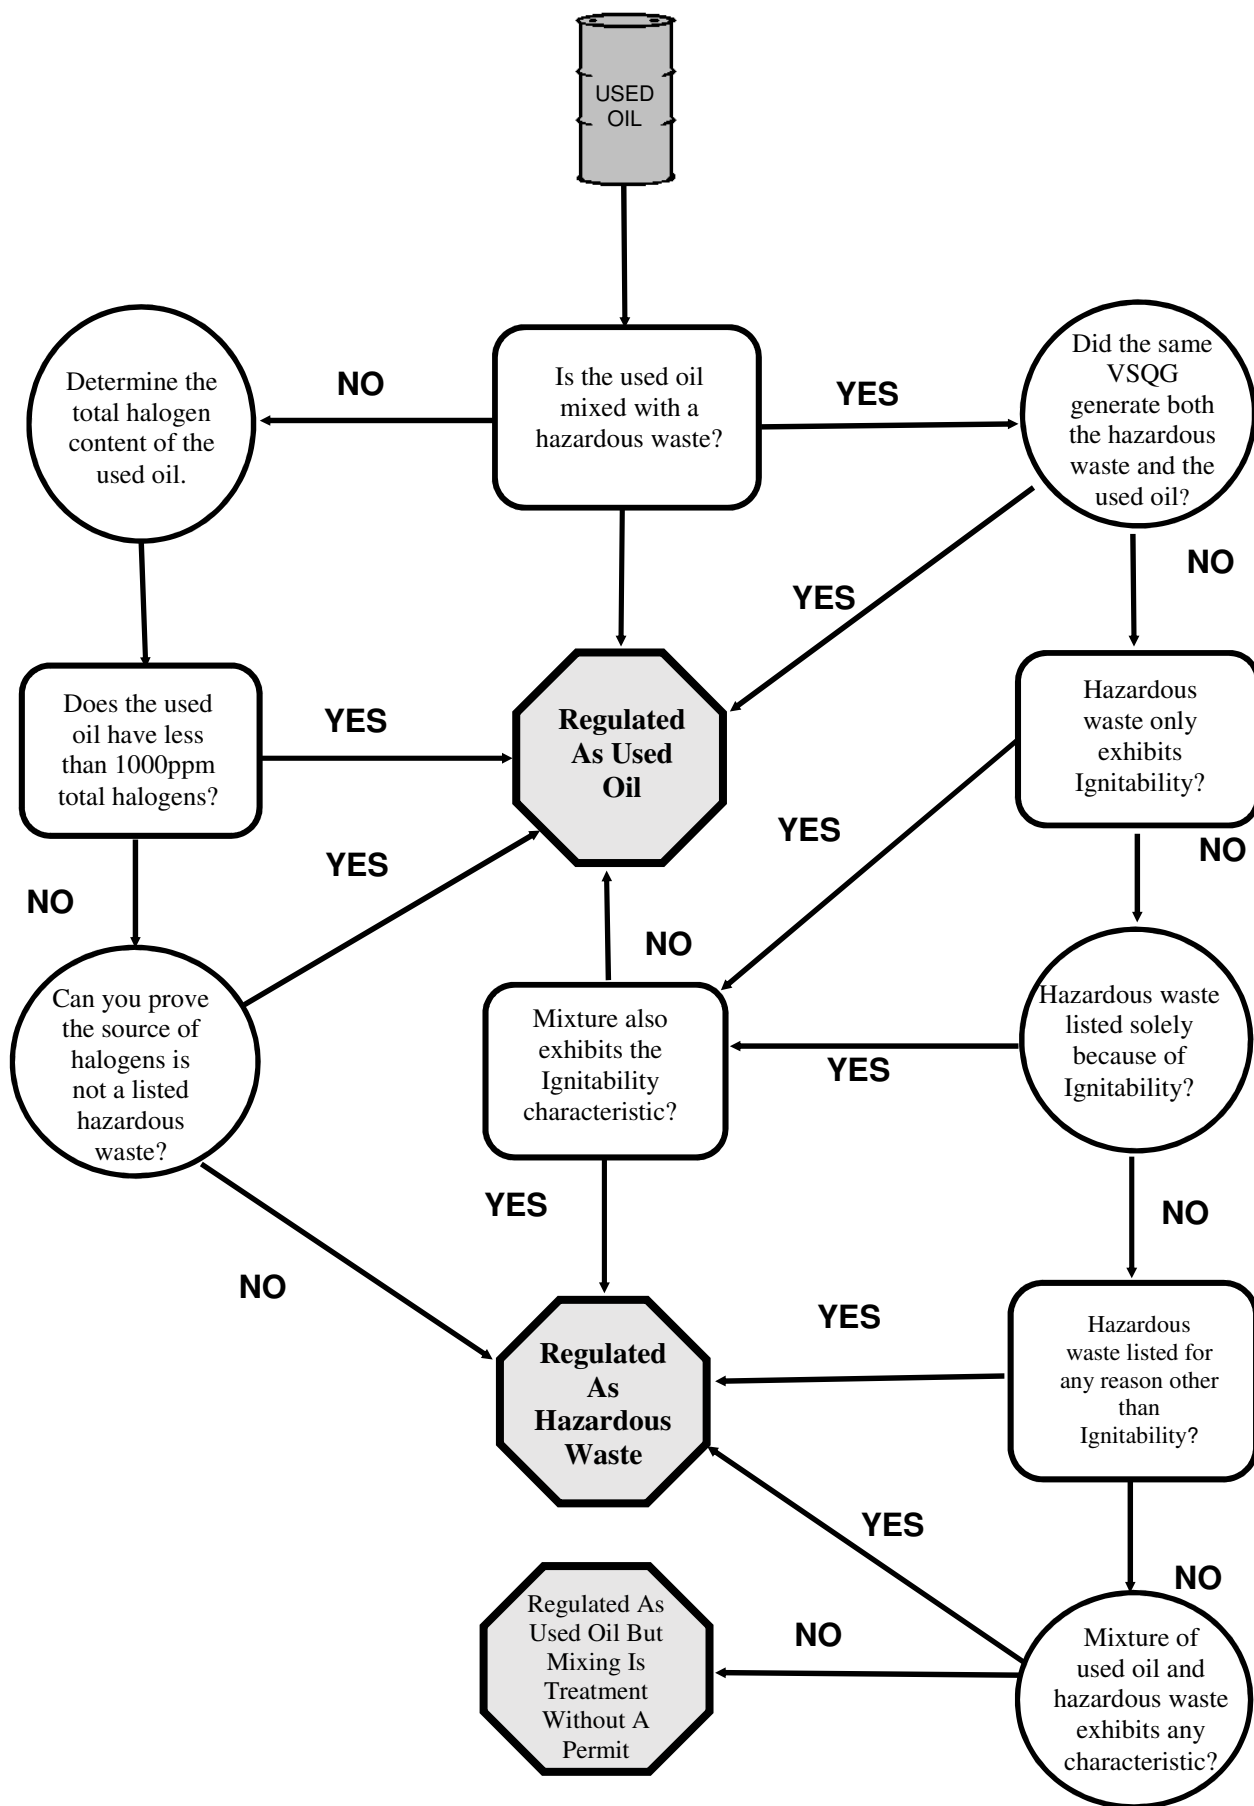 USED
OIL
Is the used oil
mixed with a
hazardous waste?
NO
YES
Determine the
total halogen
content of the
used oil.
Did the same
VSQG
generate both
the hazardous
waste and the
used oil?
YES
NO
Does the used
oil have less
than 1000ppm
total halogens?
YES
NO
Regulated
As Used
Oil
Hazardous
waste only
exhibits
Ignitability?
YES
NO
Can you prove
the source of
halogens is
not a listed
hazardous
waste?
YES
NO
Mixture also
exhibits the
Ignitability
characteristic?
NO
YES
Hazardous waste
listed solely
because of
Ignitability?
YES
NO
Regulated
As
Hazardous
Waste
Hazardous
waste listed for
any reason other
than
Ignitability?
YES
NO
Mixture of
used oil and
hazardous waste
exhibits any
characteristic?
YES
NO
Regulated As
Used Oil But
Mixing Is
Treatment
Without A
Permit